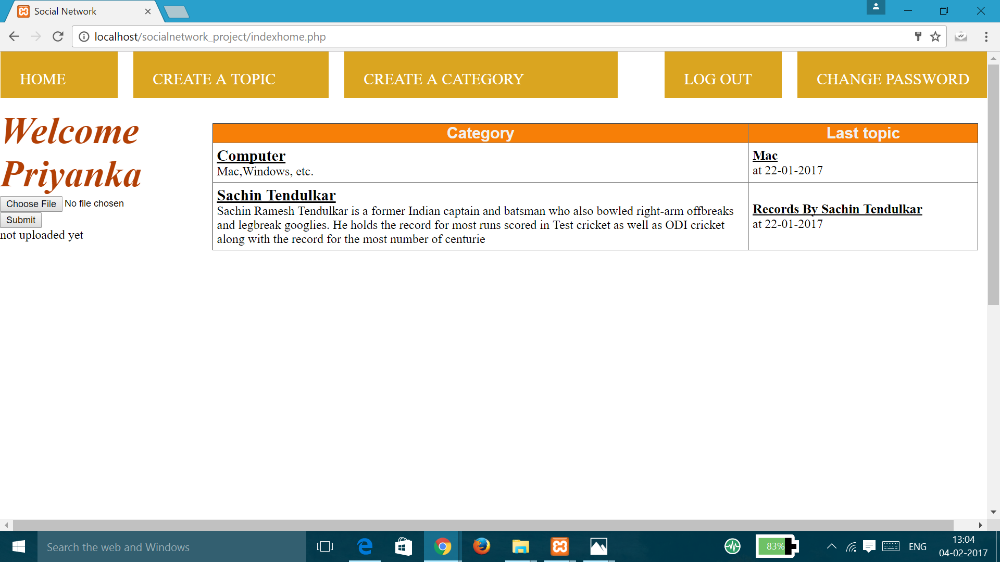 Social Network
localhost/socialnetwork_project/indexhome.php
HOME
CREATE A TOPIC
CREATE A CATEGORY
LOG OUT
CHANGE PASSWORD
Welcome
Priyanka
Choose File No file chosen
Submit
not uploaded yet
Category
Last topic
Computer
Mac,Windows, etc.
Mac
at 22-01-2017
Sachin Tendulkar
Sachin Ramesh Tendulkar is a former Indian captain and batsman who also bowled right-arm offbreaks
and legbreak googlies. He holds the record for most runs scored in Test cricket as well as ODI cricket
along with the record for the most number of centurie
Records By Sachin Tendulkar
at 22-01-2017
Search the web and Windows
83%
ENG
13:04
04-02-2017